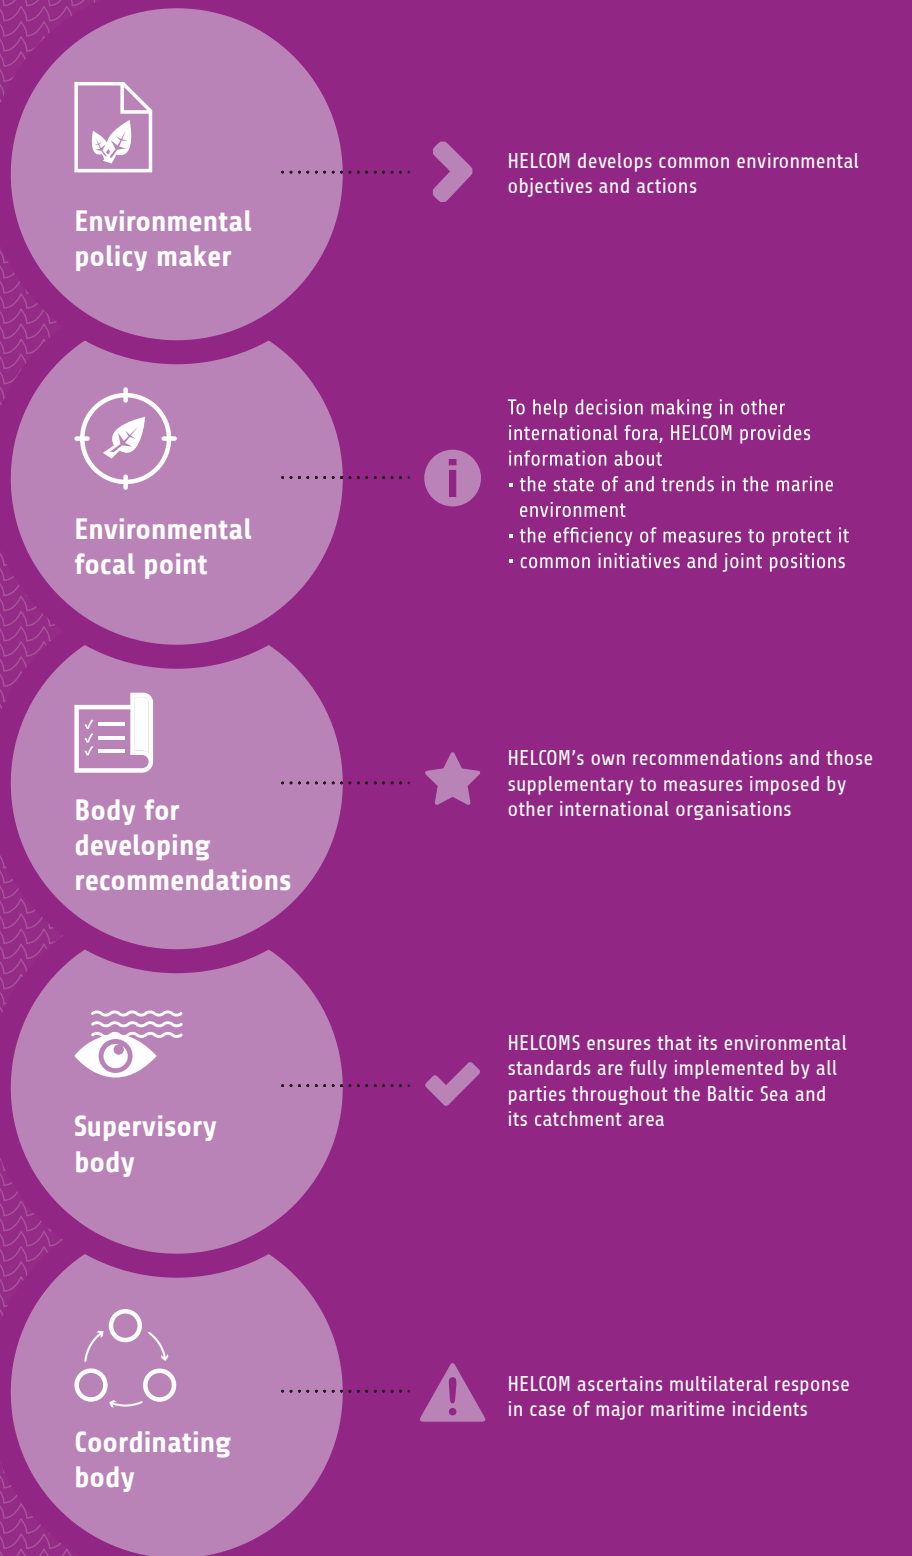 Environmental
policy maker
HELCOM develops common environmental
objectives and actions
Environmental
focal point
To help decision making in other
international fora, HELCOM provides
information about
▪ the state of and trends in the marine
environment
▪ the efficiency of measures to protect it
▪ common initiatives and joint positions
Body for
developing
recommendations
HELCOM’s own recommendations and those
supplementary to measures imposed by
other international organisations
Supervisory
body
HELCOMS ensures that its environmental
standards are fully implemented by all
parties throughout the Baltic Sea and
its catchment area
Coordinating
body
HELCOM ascertains multilateral response
in case of major maritime incidents